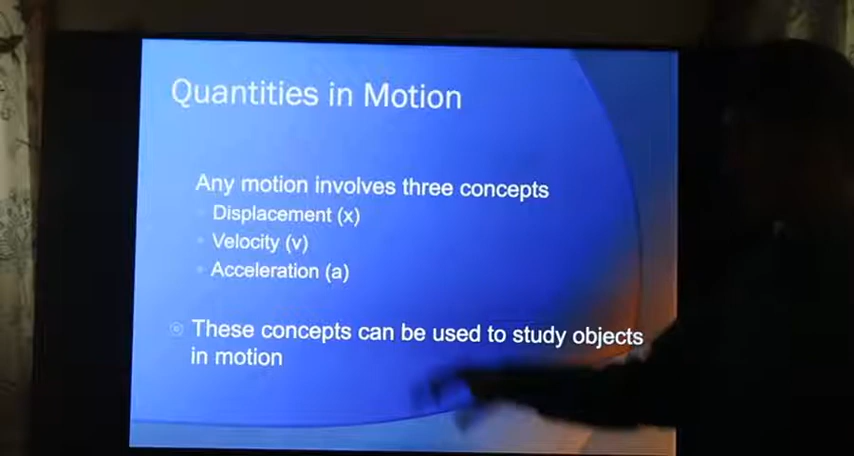 Quantities in Motion
Any motion involves three concepts
Displacement (x)
Velocity (v)
Acceleration (a)
These concepts can be used to study objects
in motion